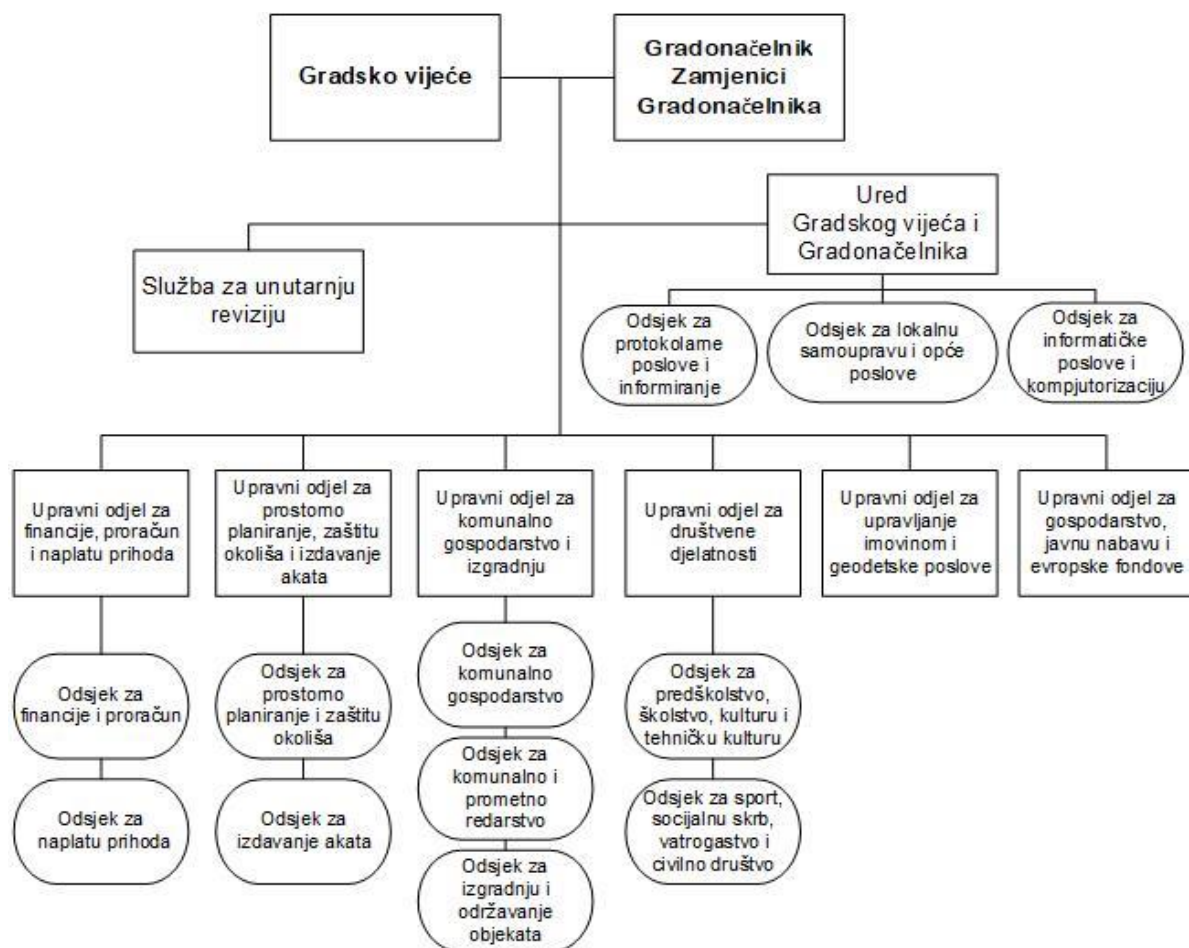 Gradsko vijeće
Gradonačelnik
Zamjenici
Gradonačelnika
Ured
Gradskog vijeća i
Gradonačelnika
Služba za unutarnju
reviziju
Odsjek za
protokolarne
poslove i
informiranje
Odsjek za lokalnu
samoupravu i opće
poslove
Odsjek za
informatičke
poslove i
kompjutorizaciju
Upravni odjel za
financije, proračun
i naplatu prihoda
Upravni odjel za
prostorno
planiranje, zaštitu
okoliša i izdavanje
akata
Upravni odjel za
komunalno
gospodarstvo i
izgradnju
Upravni odjel za
društvene
djelatnosti
Upravni odjel za
upravljanje
imovinom i
geodetske poslove
Upravni odjel za
gospodarstvo,
javnu nabavu i
evropske fondove
Odsjek za
financije i proračun
Odsjek za
naplatu prihoda
Odsjek za
prostorno
planiranje i zaštitu
okoliša
Odsjek za
izdavanje akata
Odsjek za
komunalno
gospodarstvo
Odsjek za
komunalno i
prometno
redarstvo
Odsjek za
izgradnju i
održavanje
objekata
Odsjek za
predškolstvo,
školstvo, kulturu i
tehničku kulturu
Odsjek za sport,
socijalnu skrb,
vatrogastvo i
civilno društvo